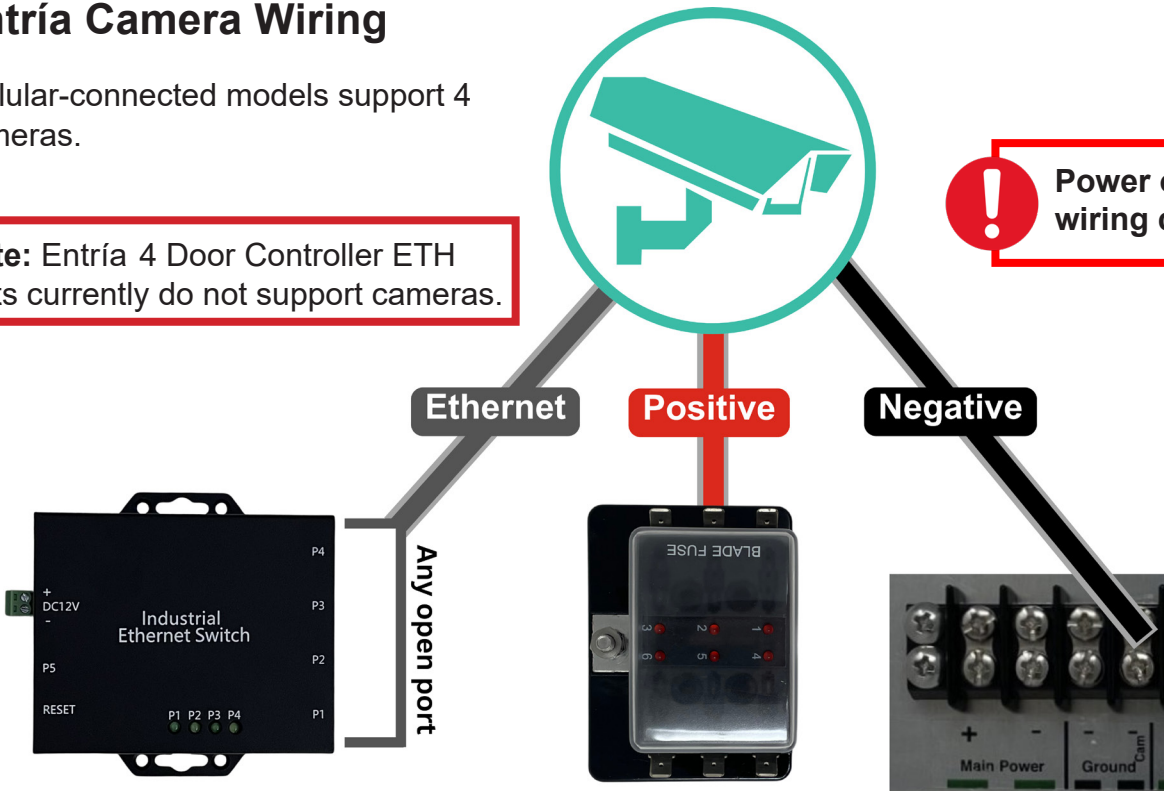 ntría Camera Wiring
lular-connected models support 4
meras.
Power
wiring
te: Entría 4 Door Controller ETH
ts currently do not support cameras.
Ethernet
Positive
Negative
P4
+
DC12V
-
P3
Industrial
Ethernet Switch
P5
P2
RESET
P1 P2 P3 P4
P1
Any open port
BLADE FUSE
3 2 1
6 5 4
+ - - -
Main Power
Ground
Cam